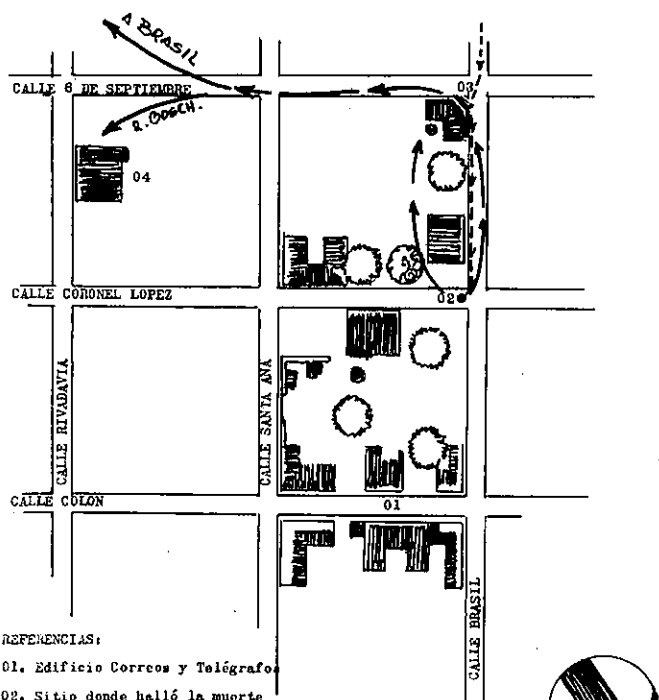 A BRASIL
CALLE 6 DE SEPTIEMBRE
03
R. BOSCH.
04
CALLE CORONEL LOPEZ
02
CALLE RIVADAVIA
CALLE SANTA ANA
CALLE COLON
01
CALLE BRASIL
REFERENCIAS:
01. Edificio Correos y Telégrafos
02. Sitio donde halló la muerte